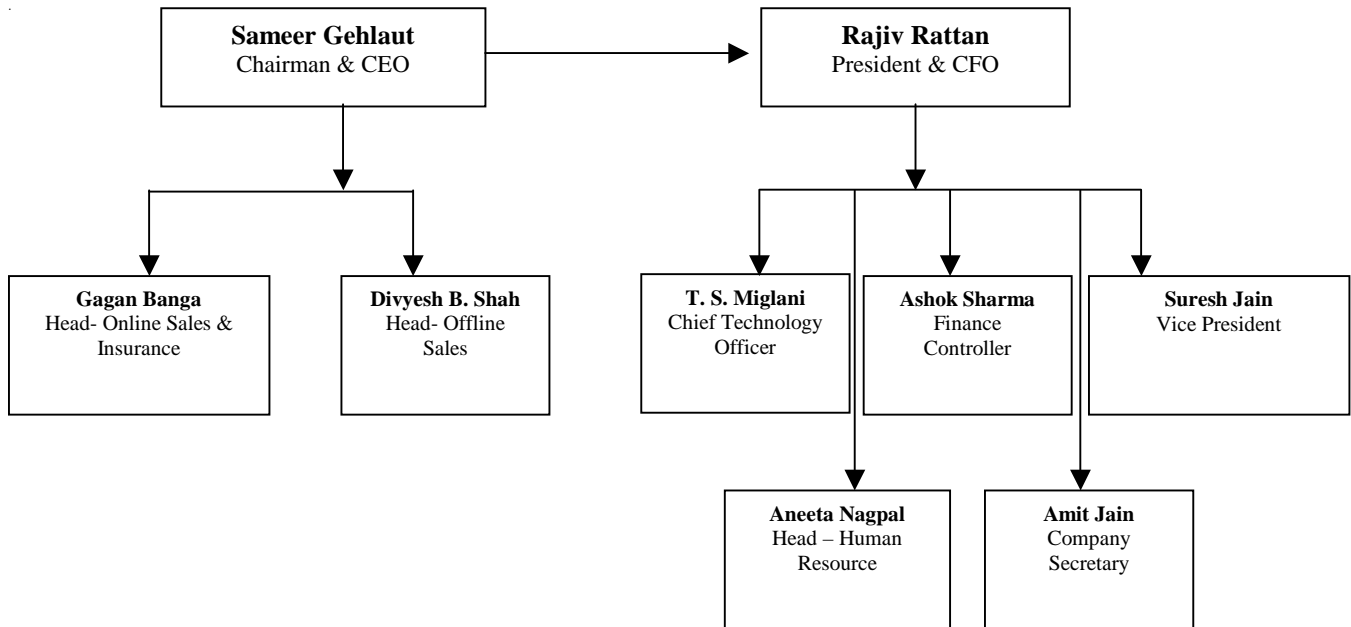 Sameer Gehlaut
Chairman & CEO
Rajiv Rattan
President & CFO
Gagan Banga
Head- Online Sales &
Insurance
Divyesh B. Shah
Head- Offline
Sales
T. S. Miglani
Chief Technology
Officer
Ashok Sharma
Finance
Controller
Suresh Jain
Vice President
Aneeta Nagpal
Head – Human
Resource
Amit Jain
Company
Secretary